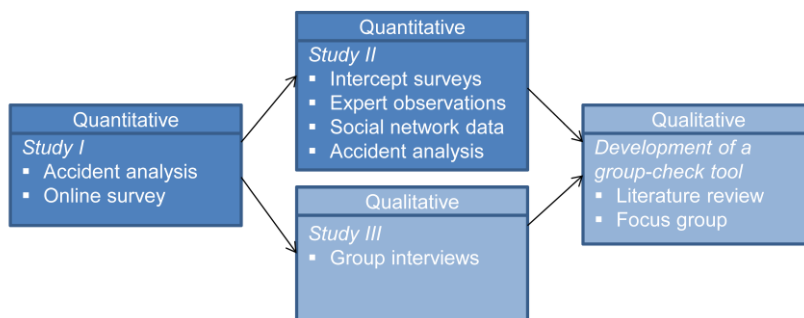 Quantitative
Study I
▪ Accident analysis
▪ Online survey
Quantitative
Study II
▪ Intercept surveys
▪ Expert observations
▪ Social network data
▪ Accident analysis
Qualitative
Study III
▪ Group interviews
Qualitative
Development of a
group-check tool
▪ Literature review
▪ Focus group